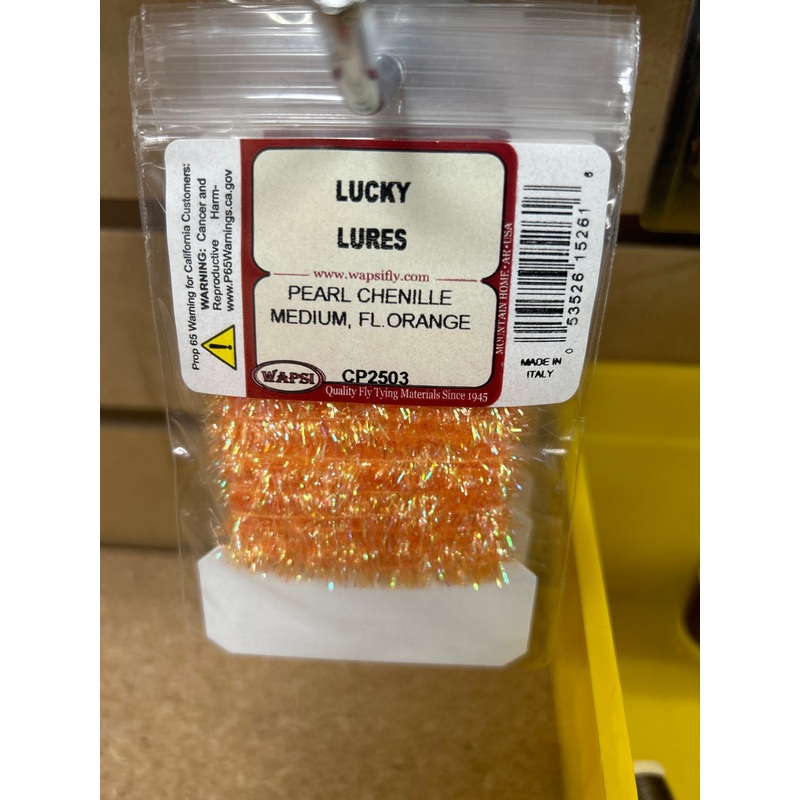 Prop 65 Warning for California Customers:
WARNING: Cancer and
Reproductive Harm-
www.P65Warnings.ca.gov
LUCKY
LURES
www.wapsifly.com
PEARL CHENILLE
MEDIUM, FL.ORANGE
WAPSI
CP2503
Quality Fly Tying Materials Since 1945
MOUNTAIN HOME • AR • USA
0 53526 15261 6
MADE IN
ITALY